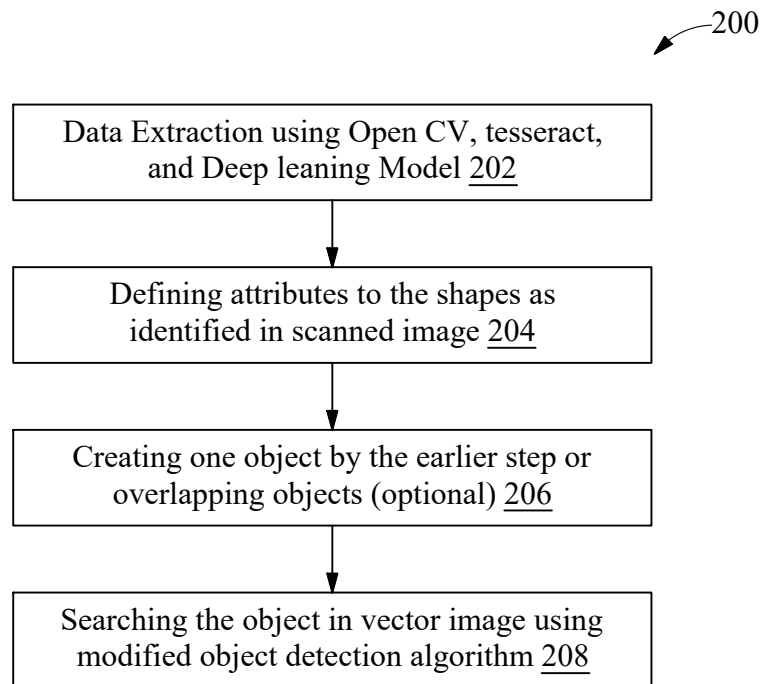 200
Data Extraction using Open CV, tesseract,
and Deep leaning Model 202
Defining attributes to the shapes as
identified in scanned image 204
Creating one object by the earlier step or
overlapping objects (optional) 206
Searching the object in vector image using
modified object detection algorithm 208